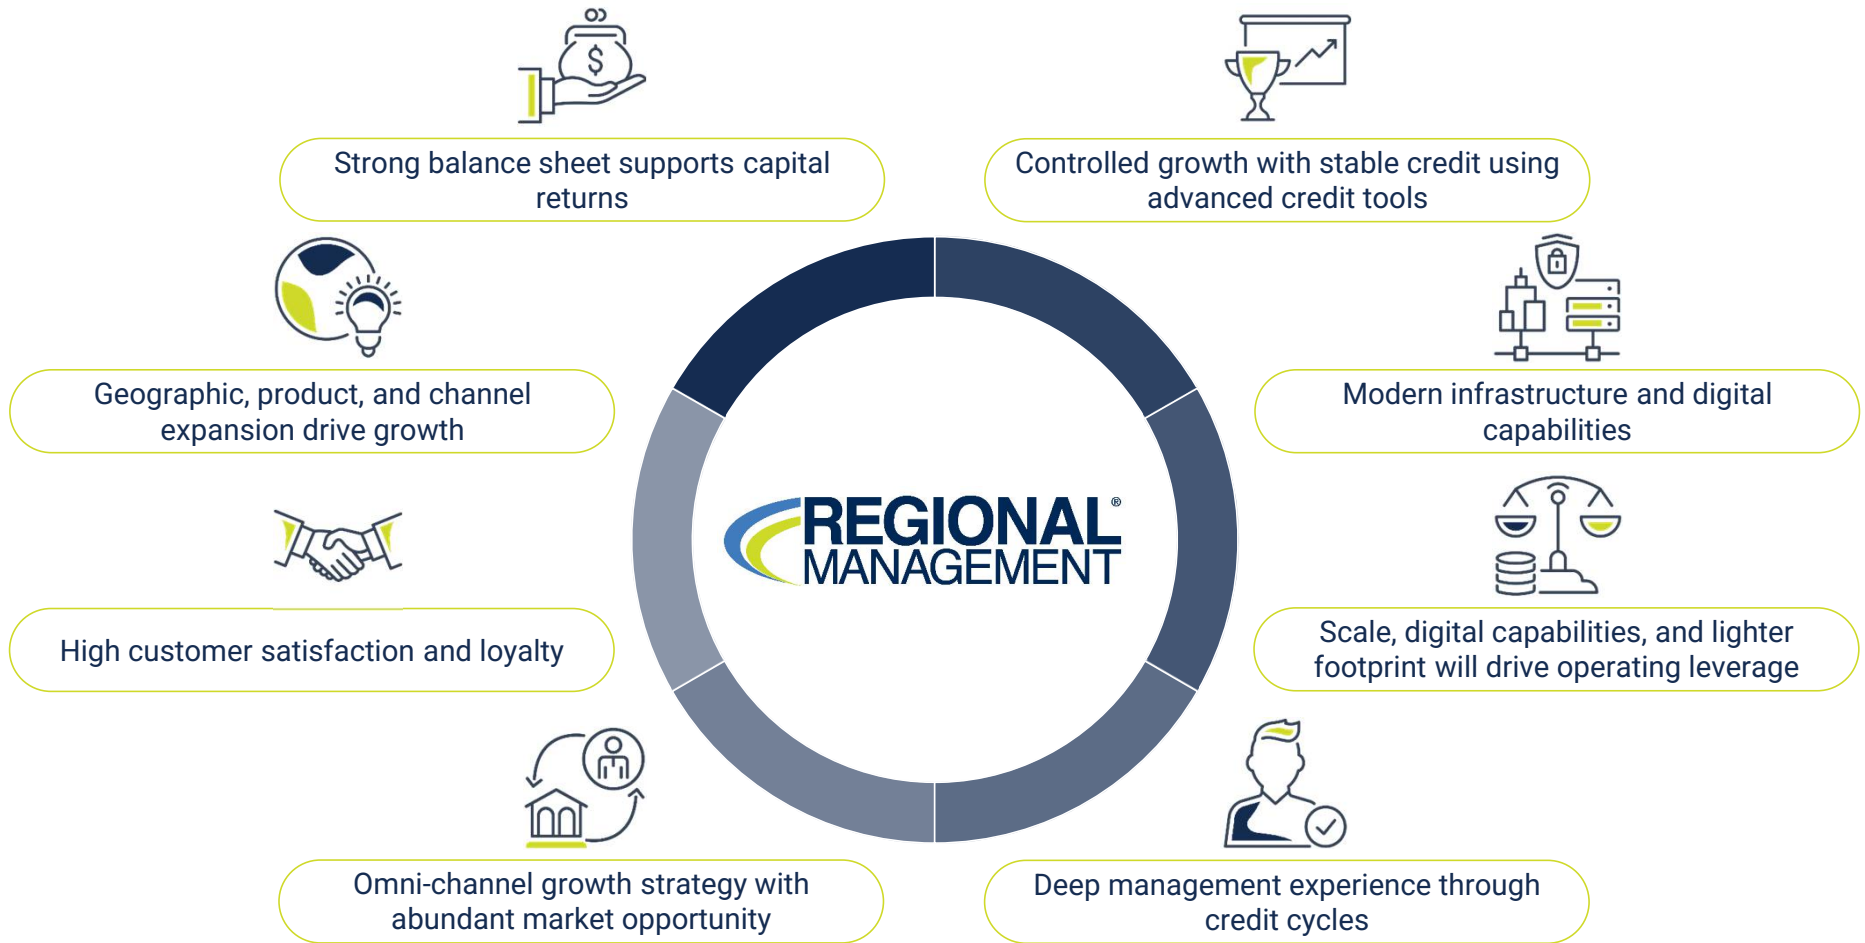 Strong balance sheet supports capital
returns
Controlled growth with stable credit using
advanced credit tools
Geographic, product, and channel
expansion drive growth
Modern infrastructure and digital
capabilities
REGIONAL®
MANAGEMENT
High customer satisfaction and loyalty
Scale, digital capabilities, and lighter
footprint will drive operating leverage
Omni-channel growth strategy with
abundant market opportunity
Deep management experience through
credit cycles
$